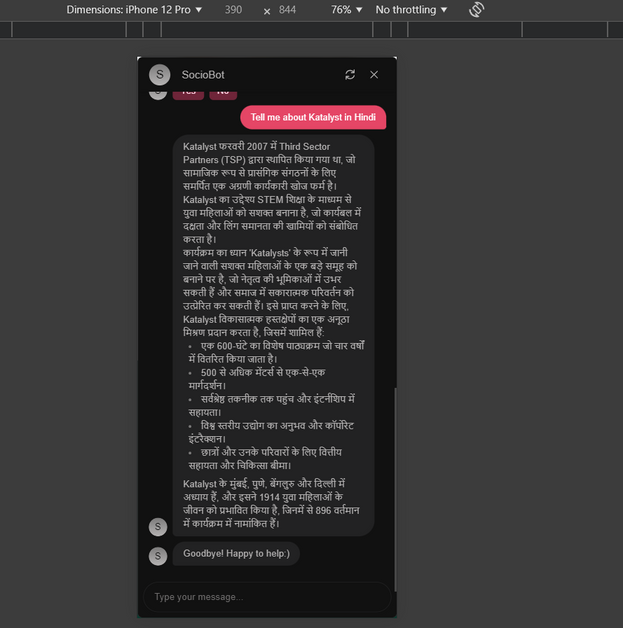 Dimensions: iPhone 12 Pro ▼ 390 × 844 76% ▼ No throttling ▼
S SocioBot
Yes No
Tell me about Katalyst in Hindi
Katalyst फरवरी 2007 में Third Sector
Partners (TSP) द्वारा स्थापित किया गया था, जो
सामाजिक रूप से प्रासंगिक संगठनों के लिए
समर्पित एक अग्रणी कार्यकारी खोज फर्म है।
Katalyst का उद्देश्य STEM शिक्षा के माध्यम से
युवा महिलाओं को सशक्त बनाना है, जो कार्यबल में
दक्षता और लिंग समानता की खामियों को संबोधित
करता है।
कार्यक्रम का ध्यान 'Katalysts' के रूप में जानी
जाने वाली सशक्त महिलाओं के एक बड़े समूह को
बनाने पर है, जो नेतृत्व की भूमिकाओं में उभर
सकती हैं और समाज में सकारात्मक परिवर्तन को
उत्प्रेरित कर सकती हैं। इसे प्राप्त करने के लिए,
Katalyst विकासात्मक हस्तक्षेपों का एक अनूठा
मिश्रण प्रदान करता है, जिसमें शामिल हैं:
• एक 600-घंटे का विशेष पाठ्यक्रम जो चार वर्षों
में वितरित किया जाता है।
• 500 से अधिक मेंटर्स से एक-से-एक
मार्गदर्शन।
• सर्वश्रेष्ठ तकनीक तक पहुंच और इंटर्नशिप में
सहायता।
• विश्व स्तरीय उद्योग का अनुभव और कॉर्पोरेट
इंटरैक्शन।
• छात्रों और उनके परिवारों के लिए वित्तीय
सहायता और चिकित्सा बीमा।
Katalyst के मुंबई, पुणे, बेंगलुरु और दिल्ली में
अध्याय हैं, और इसने 1914 युवा महिलाओं के
जीवन को प्रभावित किया है, जिनमें से 896 वर्तमान
में कार्यक्रम में नामांकित हैं।
S
S Goodbye! Happy to help:)
Type your message...